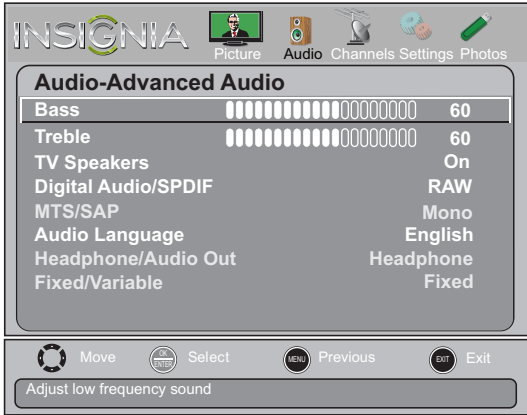 INSIGNIA
Picture Audio Channels Settings Photos
Audio-Advanced Audio
Bass 60
Treble 60
TV Speakers On
Digital Audio/SPDIF RAW
MTS/SAP Mono
Audio Language English
Headphone/Audio Out Headphone
Fixed/Variable Fixed
Move OK ENTER Select MENU Previous EXIT Exit
Adjust low frequency sound